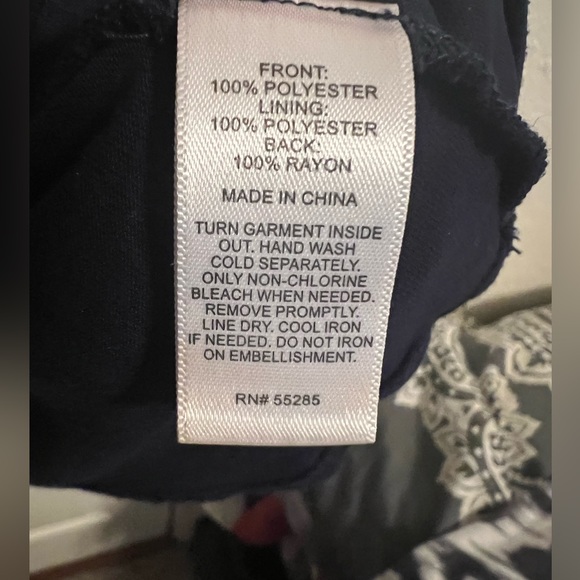 FRONT:
100% POLYESTER
LINING:
100% POLYESTER
BACK:
100% RAYON
MADE IN CHINA
TURN GARMENT INSIDE
OUT. HAND WASH
COLD SEPARATELY.
ONLY NON-CHLORINE
BLEACH WHEN NEEDED.
REMOVE PROMPTLY.
LINE DRY. COOL IRON
IF NEEDED. DO NOT IRON
ON EMBELLISHMENT.
RN# 55285